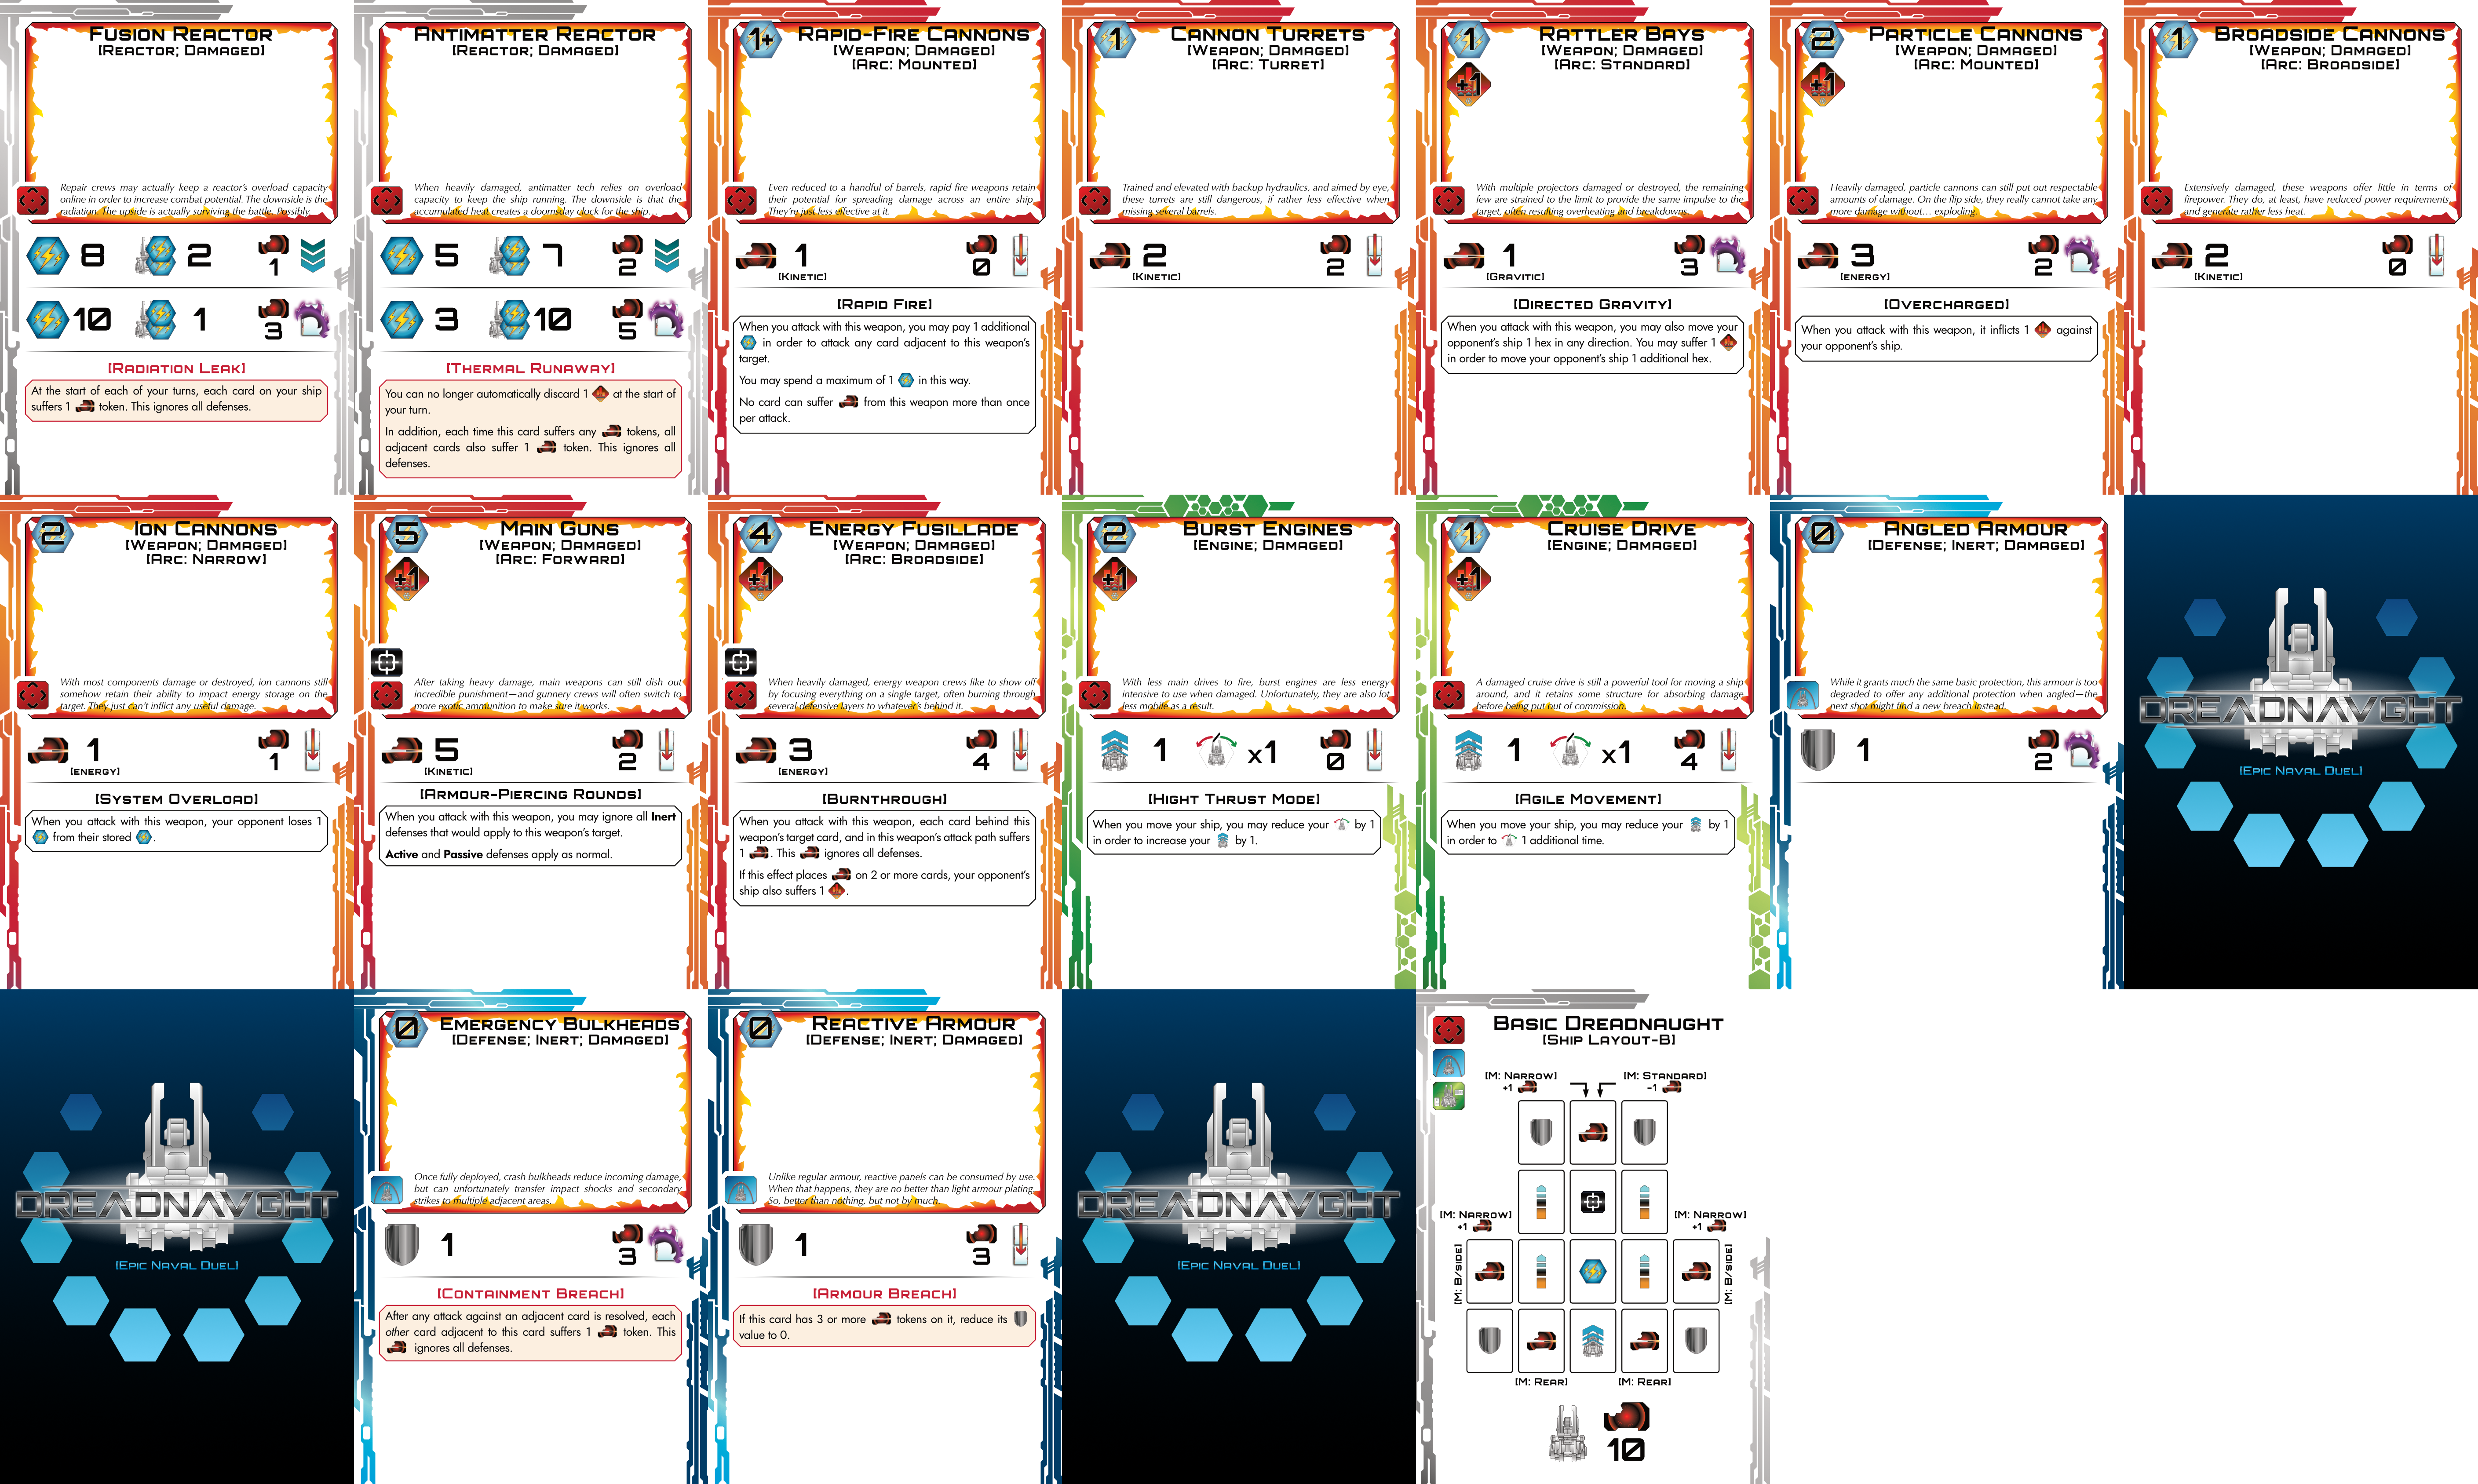 Fusion Reactor
[Reactor; Damaged]
Repair crews may actually keep a reactor's overload capacity
online in order to increase combat potential. The downside is the
radiation. The upside is actually surviving the battle. Possibly.
8 2 1
10 1 3
[Radiation Leak]
At the start of each of your turns, each card on your ship
suffers 1 token. This ignores all defenses.
Antimatter Reactor
[Reactor; Damaged]
When heavily damaged, antimatter tech relies on overload
capacity to keep the ship running. The downside is that the
accumulated heat creates a doomsday clock for the ship…
5 7 2
3 10 5
[Thermal Runaway]
You can no longer automatically discard 1 at the start of
your turn.
In addition, each time this card suffers any tokens, all
adjacent cards also suffer 1 token. This ignores all
defenses.
1+
Rapid-Fire Cannons
[Weapon; Damaged]
[Arc: Mounted]
Even reduced to a handful of barrels, rapid fire weapons retain
their potential for spreading damage across an entire ship.
They're just less effective at it.
1 0
[Kinetic]
[Rapid Fire]
When you attack with this weapon, you may pay 1 additional
in order to attack any card adjacent to this weapon's
target.
You may spend a maximum of 1 in this way.
No card can suffer from this weapon more than once
per attack.
1
Cannon Turrets
[Weapon; Damaged]
[Arc: Turret]
Trained and elevated with backup hydraulics, and aimed by eye,
these turrets are still dangerous, if rather less effective when
missing several barrels.
2 2
[Kinetic]
1
Rattler Bays
[Weapon; Damaged]
[Arc: Standard]
+1
With multiple projectors damaged or destroyed, the remaining
few are strained to the limit to provide the same impulse to the
target, often resulting overheating and breakdowns.
1 3
[Gravitic]
[Directed Gravity]
When you attack with this weapon, you may also move your
opponent's ship 1 hex in any direction. You may suffer 1
in order to move your opponent's ship 1 additional hex.
2
Particle Cannons
[Weapon; Damaged]
[Arc: Mounted]
+1
Heavily damaged, particle cannons can still put out respectable
amounts of damage. On the flip side, they really cannot take any
more damage without… exploding.
3 2
[Energy]
[Overcharged]
When you attack with this weapon, it inflicts 1 against
your opponent's ship.
1
Broadside Cannons
[Weapon; Damaged]
[Arc: Broadside]
Extensively damaged, these weapons offer little in terms of
firepower. They do, at least, have reduced power requirements,
and generate rather less heat.
2 0
[Kinetic]
2
Ion Cannons
[Weapon; Damaged]
[Arc: Narrow]
With most components damage or destroyed, ion cannons still
somehow retain their ability to impact energy storage on the
target. They just can't inflict any useful damage.
1 1
[Energy]
[System Overload]
When you attack with this weapon, your opponent loses 1
from their stored .
5
Main Guns
[Weapon; Damaged]
[Arc: Forward]
+1
After taking heavy damage, main weapons can still dish out
incredible punishment—and gunnery crews will often switch to
more exotic ammunition to make sure it works.
5 2
[Kinetic]
[Armour-Piercing Rounds]
When you attack with this weapon, you may ignore all Inert
defenses that would apply to this weapon's target.
Active and Passive defenses apply as normal.
4
Energy Fusillade
[Weapon; Damaged]
[Arc: Broadside]
+1
When heavily damaged, energy weapon crews like to show off
by focusing everything on a single target, often burning through
several defensive layers to whatever's behind it.
3 4
[Energy]
[Burnthrough]
When you attack with this weapon, each card behind this
weapon's target card, and in this weapon's attack path suffers
1 . This ignores all defenses.
If this effect places on 2 or more cards, your opponent's
ship also suffers 1 .
2
Burst Engines
[Engine; Damaged]
+1
With less main drives to fire, burst engines are less energy
intensive to use when damaged. Unfortunately, they are also lot
less mobile as a result.
1 x1 0
[Hight Thrust Mode]
When you move your ship, you may reduce your by 1
in order to increase your by 1.
1
Cruise Drive
[Engine; Damaged]
+1
A damaged cruise drive is still a powerful tool for moving a ship
around, and it retains some structure for absorbing damage
before being put out of commission.
1 x1 4
[Agile Movement]
When you move your ship, you may reduce your by 1
in order to 1 additional time.
0
Angled Armour
[Defense; Inert; Damaged]
While it grants much the same basic protection, this armour is too
degraded to offer any additional protection when angled—the
next shot might find a new breach instead.
1 2
DREADNAVGHT
[Epic Naval Duel]
DREADNAVGHT
[Epic Naval Duel]
0
Emergency Bulkheads
[Defense; Inert; Damaged]
Once fully deployed, crash bulkheads reduce incoming damage,
but can unfortunately transfer impact shocks and secondary
strikes to multiple adjacent areas.
1 3
[Containment Breach]
After any attack against an adjacent card is resolved, each
other card adjacent to this card suffers 1 token. This
ignores all defenses.
0
Reactive Armour
[Defense; Inert; Damaged]
Unlike regular armour, reactive panels can be consumed by use.
When that happens, they are no better than light armour plating.
So, better than nothing, but not by much.
1 3
[Armour Breach]
If this card has 3 or more tokens on it, reduce its
value to 0.
DREADNAVGHT
[Epic Naval Duel]
Basic Dreadnaught
[Ship Layout-B]
[M: Narrow] [M: Standard]
+1 -1
[M: Narrow] [M: Narrow]
+1 +1
[M: B/side] [M: B/side]
[M: Rear] [M: Rear]
10